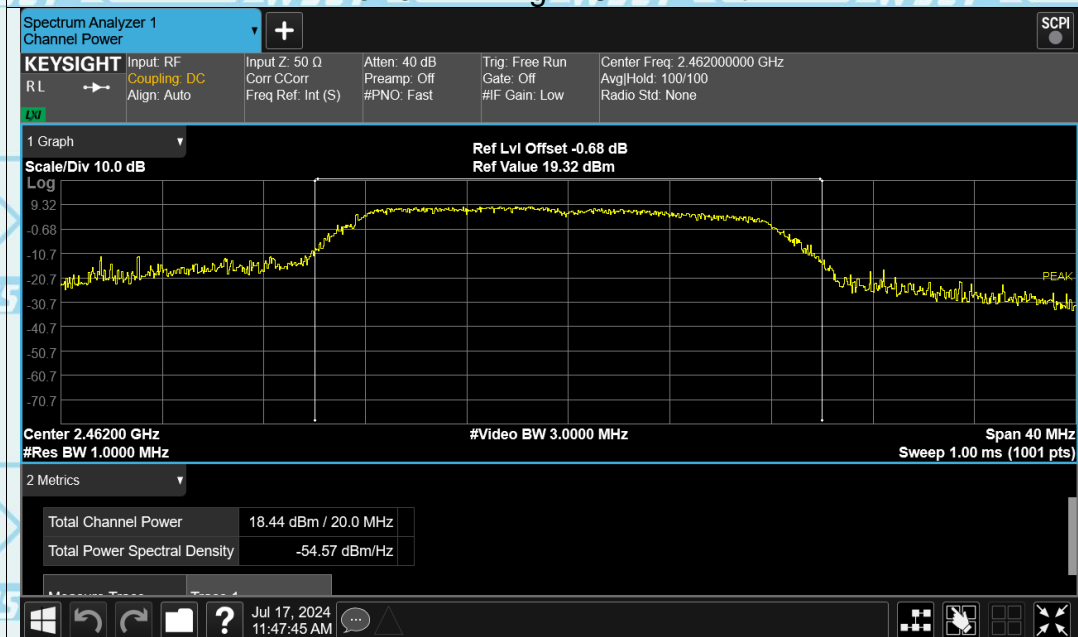 Spectrum Analyzer 1
Channel Power
+
SCPI
KEYSIGHT
RL
LXI
Input: RF
Coupling: DC
Align: Auto
Input Z: 50 Ω
Corr CCorr
Freq Ref: Int (S)
Atten: 40 dB
Preamp: Off
#PNO: Fast
Trig: Free Run
Gate: Off
#IF Gain: Low
Center Freq: 2.462000000 GHz
Avg|Hold: 100/100
Radio Std: None
1 Graph
Scale/Div 10.0 dB
Ref Lvl Offset -0.68 dB
Ref Value 19.32 dBm
Log
9.32
-0.68
-10.7
-20.7
-30.7
-40.7
-50.7
-60.7
-70.7
PEAK
Center 2.46200 GHz
#Video BW 3.0000 MHz
Span 40 MHz
#Res BW 1.0000 MHz
Sweep 1.00 ms (1001 pts)
2 Metrics
Total Channel Power 18.44 dBm / 20.0 MHz
Total Power Spectral Density -54.57 dBm/Hz
?
Jul 17, 2024
11:47:45 AM